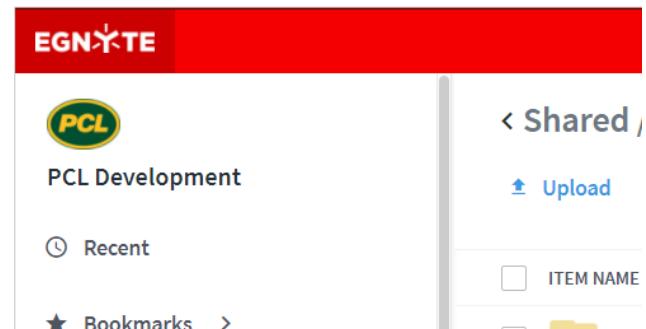 EGNYTE
PCL
PCL Development
< Shared /
Upload
Recent
ITEM NAME
Bookmarks >